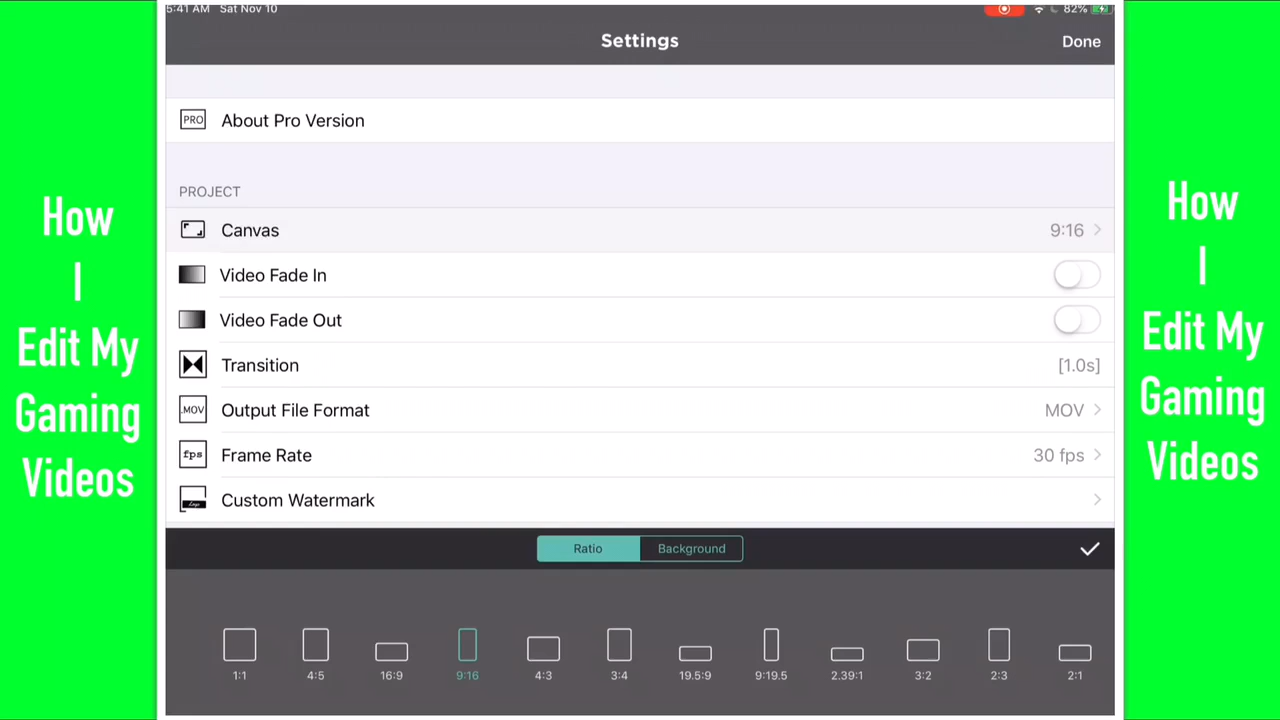 5:41 AM Sat Nov 10
82%
Settings
Done
PRO
About Pro Version
PROJECT
Canvas
9:16
Video Fade In
Video Fade Out
Transition
[1.0s]
.MOV
Output File Format
MOV
fps
Frame Rate
30 fps
Logo
Custom Watermark
Ratio
Background
1:1
4:5
16:9
9:16
4:3
3:4
19.5:9
9:19.5
2.39:1
3:2
2:3
2:1
How
I
Edit My
Gaming
Videos
How
I
Edit My
Gaming
Videos